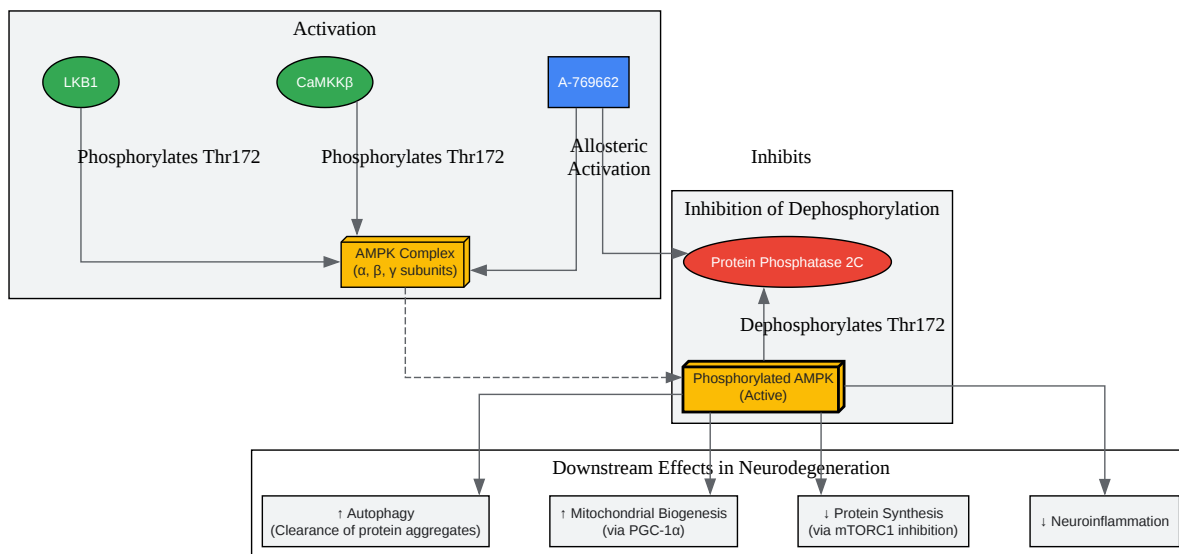 Activation
LKB1
CaMKKβ
A-769662
Phosphorylates Thr172
Phosphorylates Thr172
Allosteric
Activation
Inhibits
Inhibition of Dephosphorylation
AMPK Complex
(α, β, γ subunits)
Protein Phosphatase 2C
Dephosphorylates Thr172
Phosphorylated AMPK
(Active)
Downstream Effects in Neurodegeneration
↑ Autophagy
(Clearance of protein aggregates)
↑ Mitochondrial Biogenesis
(via PGC-1α)
↓ Protein Synthesis
(via mTORC1 inhibition)
↓ Neuroinflammation